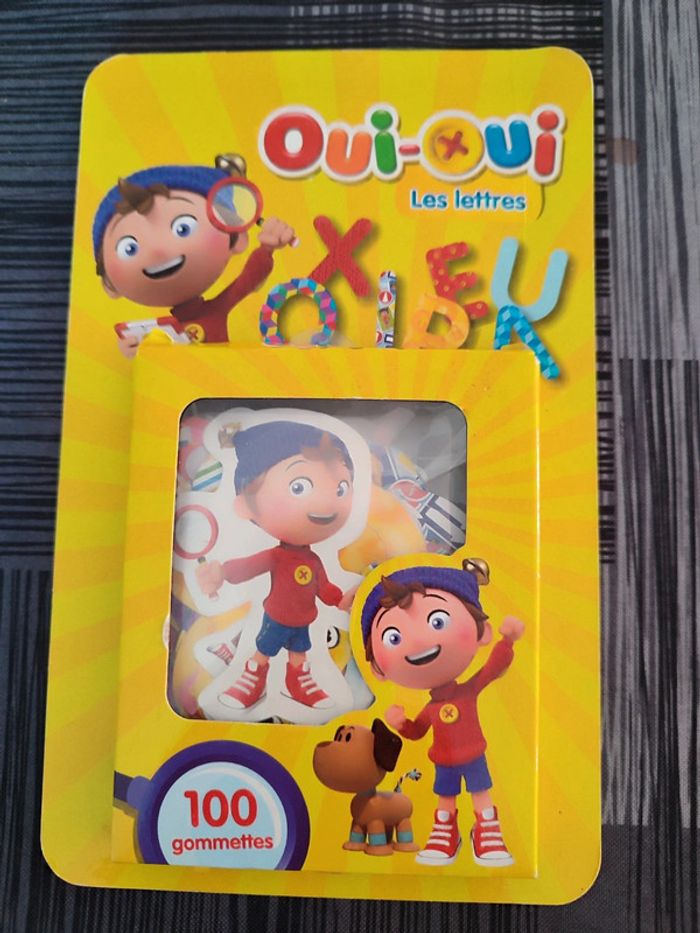 Oui-Oui
Les lettres
X E U
O I D R
100
gommettes